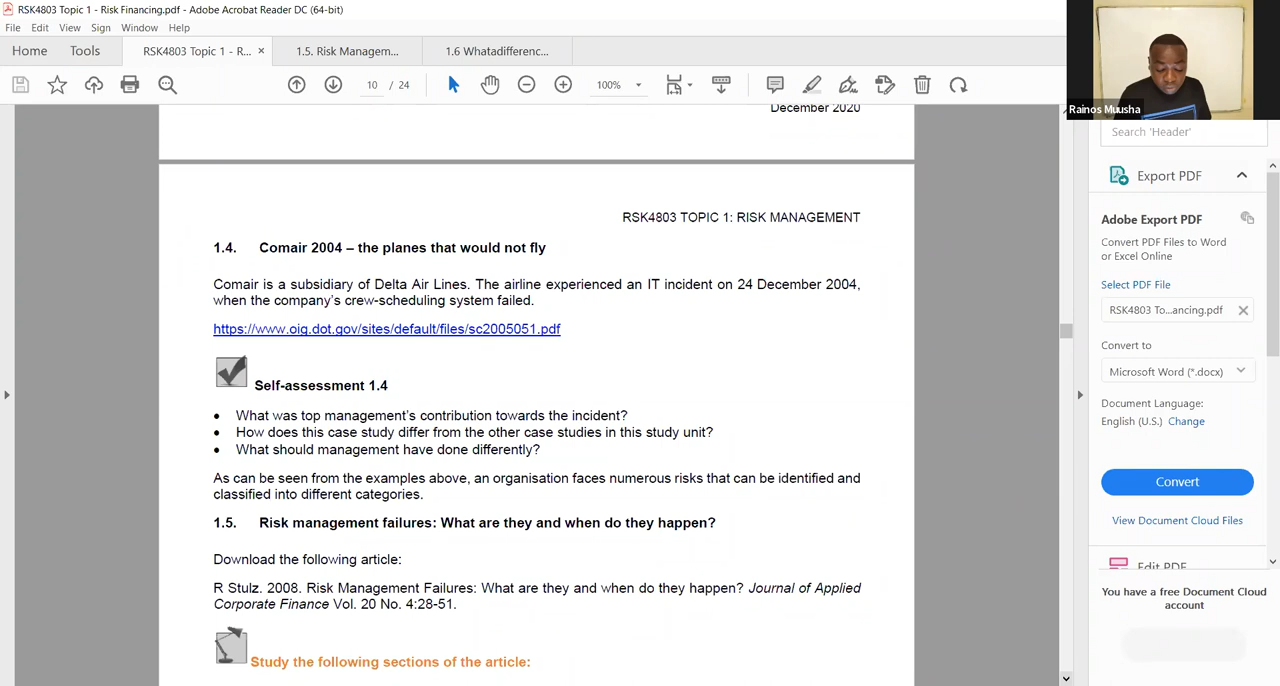 RSK4803 Topic 1 - Risk Financing.pdf - Adobe Acrobat Reader DC (64-bit)
File Edit View Sign Window Help
Home Tools RSK4803 Topic 1 - R... × 1.5. Risk Managem... 1.6 Whatadifferenc...
10 / 24 100%
Rainos Muusha
December 2020
Search 'Header'
RSK4803 TOPIC 1: RISK MANAGEMENT
1.4. Comair 2004 – the planes that would not fly
Comair is a subsidiary of Delta Air Lines. The airline experienced an IT incident on 24 December 2004,
when the company's crew-scheduling system failed.
https://www.oig.dot.gov/sites/default/files/sc2005051.pdf
Self-assessment 1.4
• What was top management's contribution towards the incident?
• How does this case study differ from the other case studies in this study unit?
• What should management have done differently?
As can be seen from the examples above, an organisation faces numerous risks that can be identified and
classified into different categories.
1.5. Risk management failures: What are they and when do they happen?
Download the following article:
R Stulz. 2008. Risk Management Failures: What are they and when do they happen? Journal of Applied
Corporate Finance Vol. 20 No. 4:28-51.
Study the following sections of the article:
Export PDF
Adobe Export PDF
Convert PDF Files to Word
or Excel Online
Select PDF File
RSK4803 To...ancing.pdf
Convert to
Microsoft Word (*.docx)
Document Language:
English (U.S.) Change
Convert
View Document Cloud Files
Edit PDF
You have a free Document Cloud
account